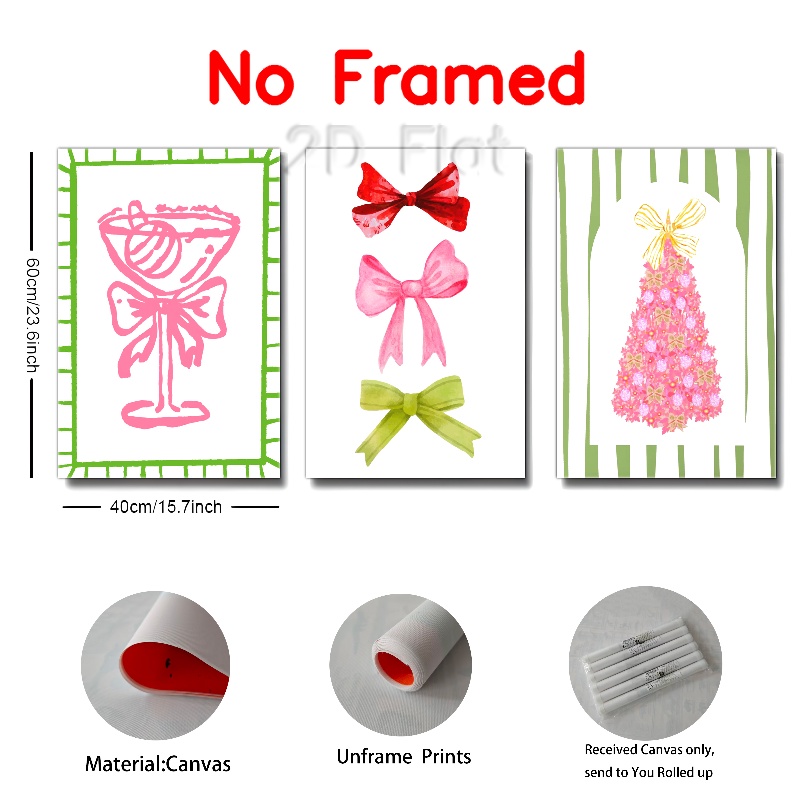 No Framed
2D Flat
60cm/23.6inch
40cm/15.7inch
Material:Canvas
Unframe Prints
Received Canvas only,
send to You Rolled up